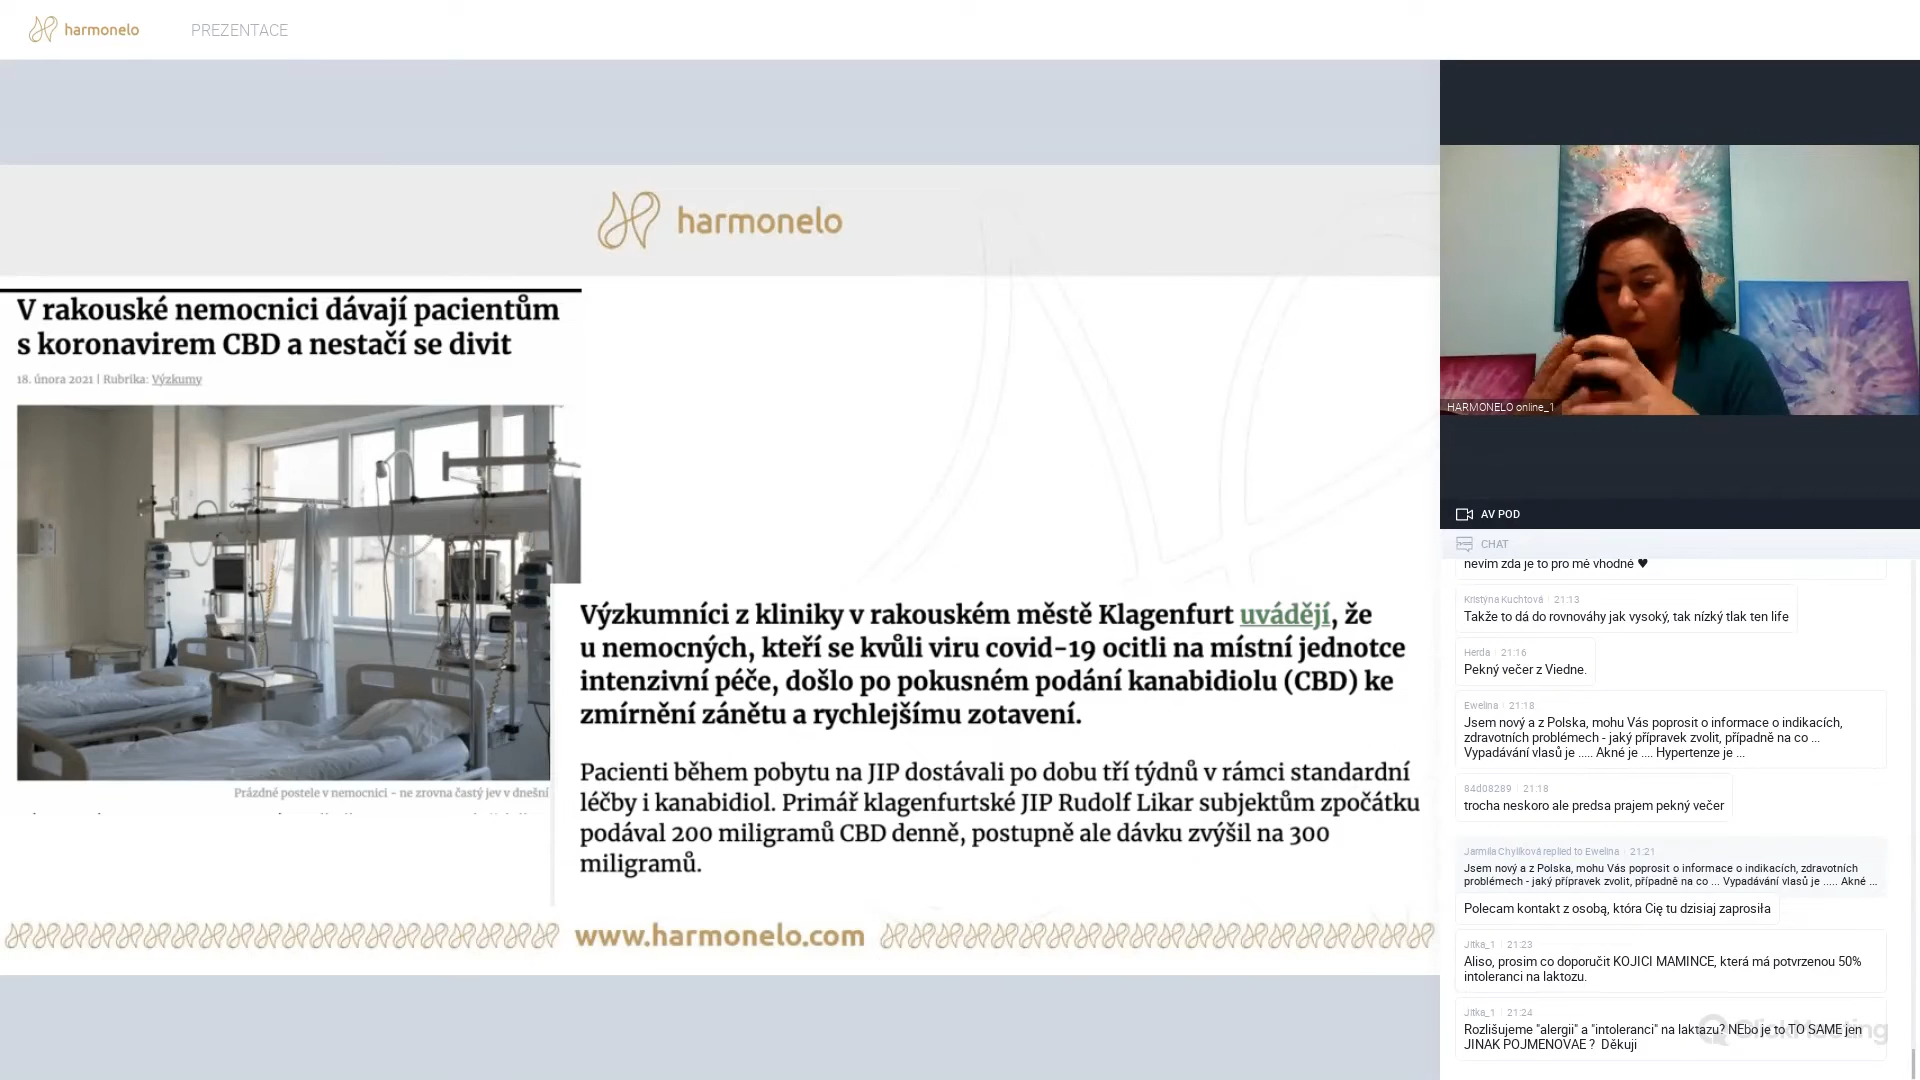 harmonelo
PREZENTACE
harmonelo
V rakouské nemocnici dávají pacientům
s koronavirem CBD a nestačí se divit
18. února 2021 | Rubrika: Výzkumy
Prázdné postele v nemocnici - ne zrovna častý jev v dnešní
Výzkumníci z kliniky v rakouském městě Klagenfurt uvádějí, že
u nemocných, kteří se kvůli viru covid-19 ocitli na místní jednotce
intenzivní péče, došlo po pokusném podání kanabidiolu (CBD) ke
zmírnění zánětu a rychlejšímu zotavení.
Pacienti během pobytu na JIP dostávali po dobu tří týdnů v rámci standardní
léčby i kanabidiol. Primář klagenfurtské JIP Rudolf Likar subjektům zpočátku
podával 200 miligramů CBD denně, postupně ale dávku zvýšil na 300
miligramů.
www.harmonelo.com
HARMONELO online_1
AV POD
CHAT
nevím zda je to pro mé vhodné ♥
Kristýna Kuchtová 21:13
Takže to dá do rovnováhy jak vysoký, tak nízký tlak ten life
Herda 21:16
Pekný večer z Viedne.
Ewelina 21:18
Jsem nový a z Polska, mohu Vás poprosit o informace o indikacích,
zdravotních problémech - jaký přípravek zvolit, případně na co ...
Vypadávání vlasů je ..... Akné je .... Hypertenze je ...
84d08289 21:18
trocha neskoro ale predsa prajem pekný večer
Jarmila Chylíková replied to Ewelina 21:21
Jsem nový a z Polska, mohu Vás poprosit o informace o indikacích, zdravotních
problémech - jaký přípravek zvolit, případně na co ... Vypadávání vlasů je ..... Akné ...
Polecam kontakt z osobą, która Cię tu dzisiaj zaprosiła
Jitka_1 21:23
Aliso, prosim co doporučit KOJICI MAMINCE, která má potvrzenou 50%
intoleranci na laktozu.
Jitka_1 21:24
Rozlišujeme "alergii" a "intoleranci" na laktazu? NEbo je to TO SAME jen
JINAK POJMENOVAE ? Děkuji
ClickMeeting